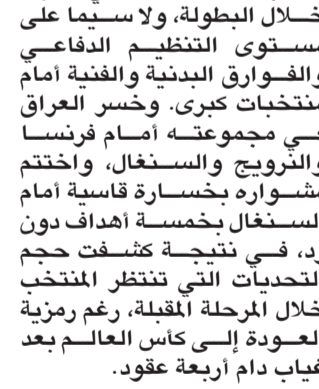 خلال البطولة، ولا سيما على
مستوى التنظيم الدفاعي
والفوارق البدنية والفنية أمام
منتخبات كبرى. وخسر العراق
في مجموعته أمام فرنسا
والنرويج والسنغال، واختتم
مشواره بخسارة قاسية أمام
السنغال بخمسة أهداف دون
رد، في نتيجة كشفت حجم
التحديات التي تنتظر المنتخب
خلال المرحلة المقبلة، رغم رمزية
العودة إلى كأس العالم بعد
غياب دام أربعة عقود.